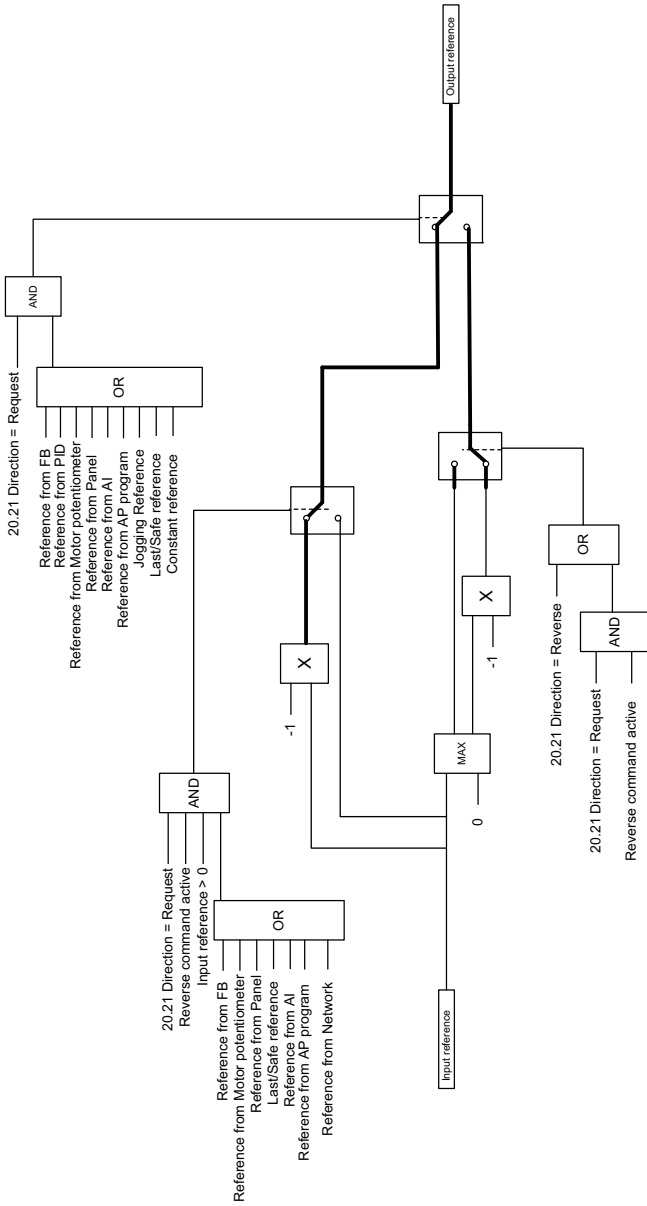 20.21 Direction = Request
AND
Reference from FB
Reference from PID
Reference from Motor potentiometer
Reference from Panel
Reference from AI
Reference from AP program
Jogging Reference
Last/Safe reference
Constant reference
OR
20.21 Direction = Request
Reverse command active
Input reference > 0
AND
Reference from FB
Reference from Motor potentiometer
Reference from Panel
Last/Safe reference
Reference from AI
Reference from AP program
Reference from Network
OR
-1
X
Input reference
MAX
0
-1
X
Output reference
20.21 Direction = Reverse
OR
20.21 Direction = Request
Reverse command active
AND